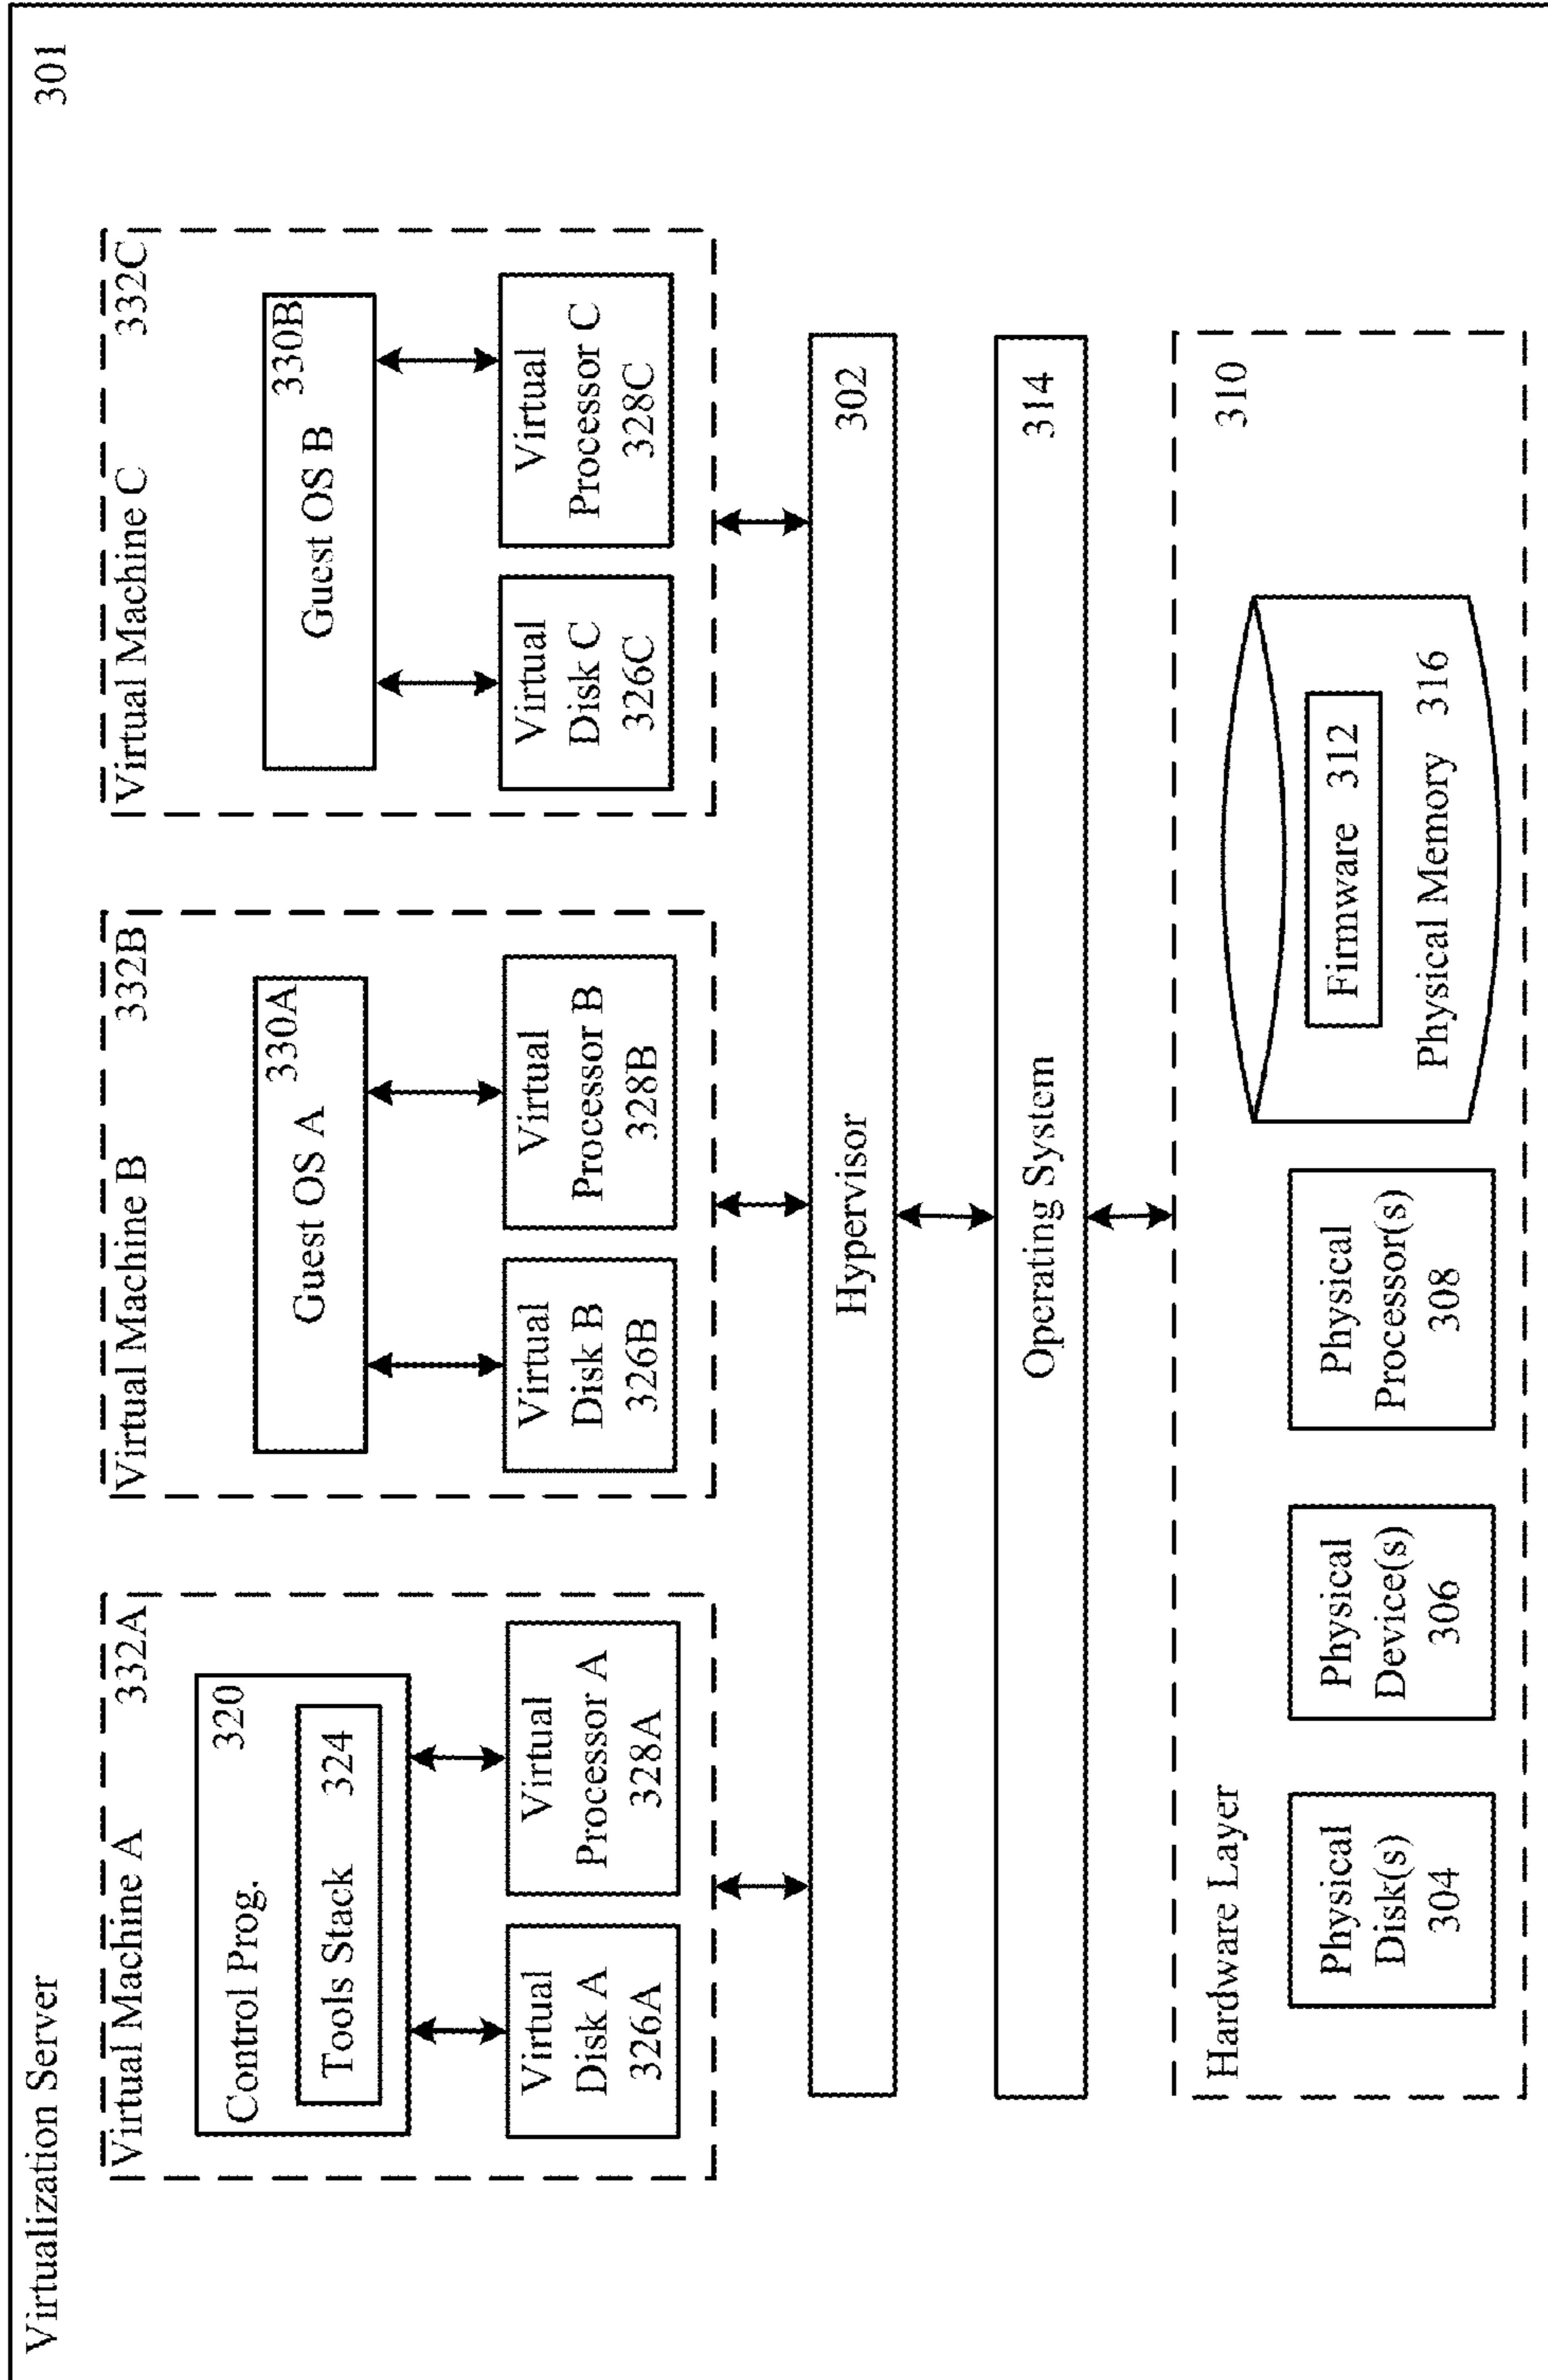 Virtualization Server
301
Virtual Machine A
332A
Control Prog.
320
Tools Stack 324
Virtual
Disk A
326A
Virtual
Processor A
328A
Virtual Machine B
332B
330A
Guest OS A
Virtual
Disk B
326B
Virtual
Processor B
328B
Virtual Machine C
332C
330B
Guest OS B
Virtual
Disk C
326C
Virtual
Processor C
328C
Hypervisor
302
Operating System
314
Hardware Layer
310
Physical
Disk(s)
304
Physical
Device(s)
306
Physical
Processor(s)
308
Firmware 312
Physical Memory 316